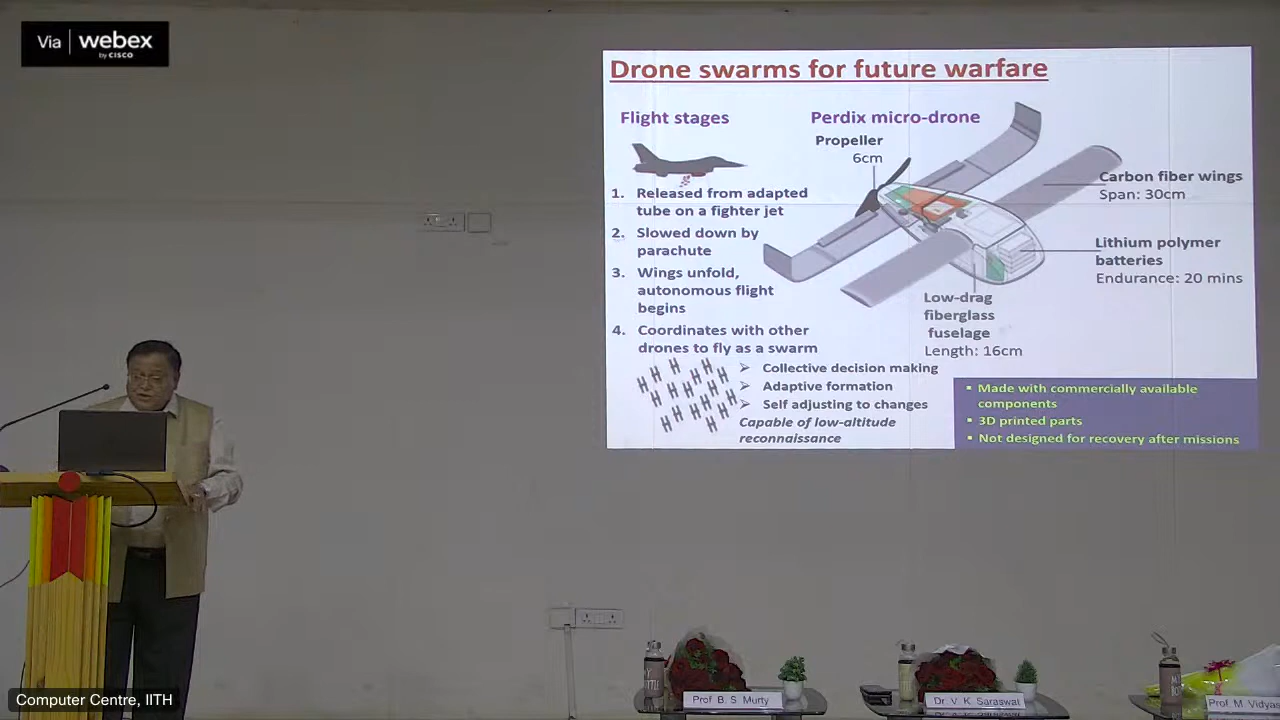 Via webex
by CISCO
Drone swarms for future warfare
Flight stages
1. Released from adapted
tube on a fighter jet
2. Slowed down by
parachute
3. Wings unfold,
autonomous flight
begins
4. Coordinates with other
drones to fly as a swarm
➢ Collective decision making
➢ Adaptive formation
➢ Self adjusting to changes
Capable of low-altitude
reconnaissance
Perdix micro-drone
Propeller
6cm
Carbon fiber wings
Span: 30cm
Lithium polymer
batteries
Endurance: 20 mins
Low-drag
fiberglass
fuselage
Length: 16cm
▪ Made with commercially available
components
▪ 3D printed parts
▪ Not designed for recovery after missions
Prof B. S. Murty
Dr. V. K. Saraswat
Prof. M. Vidyas
Computer Centre, IITH